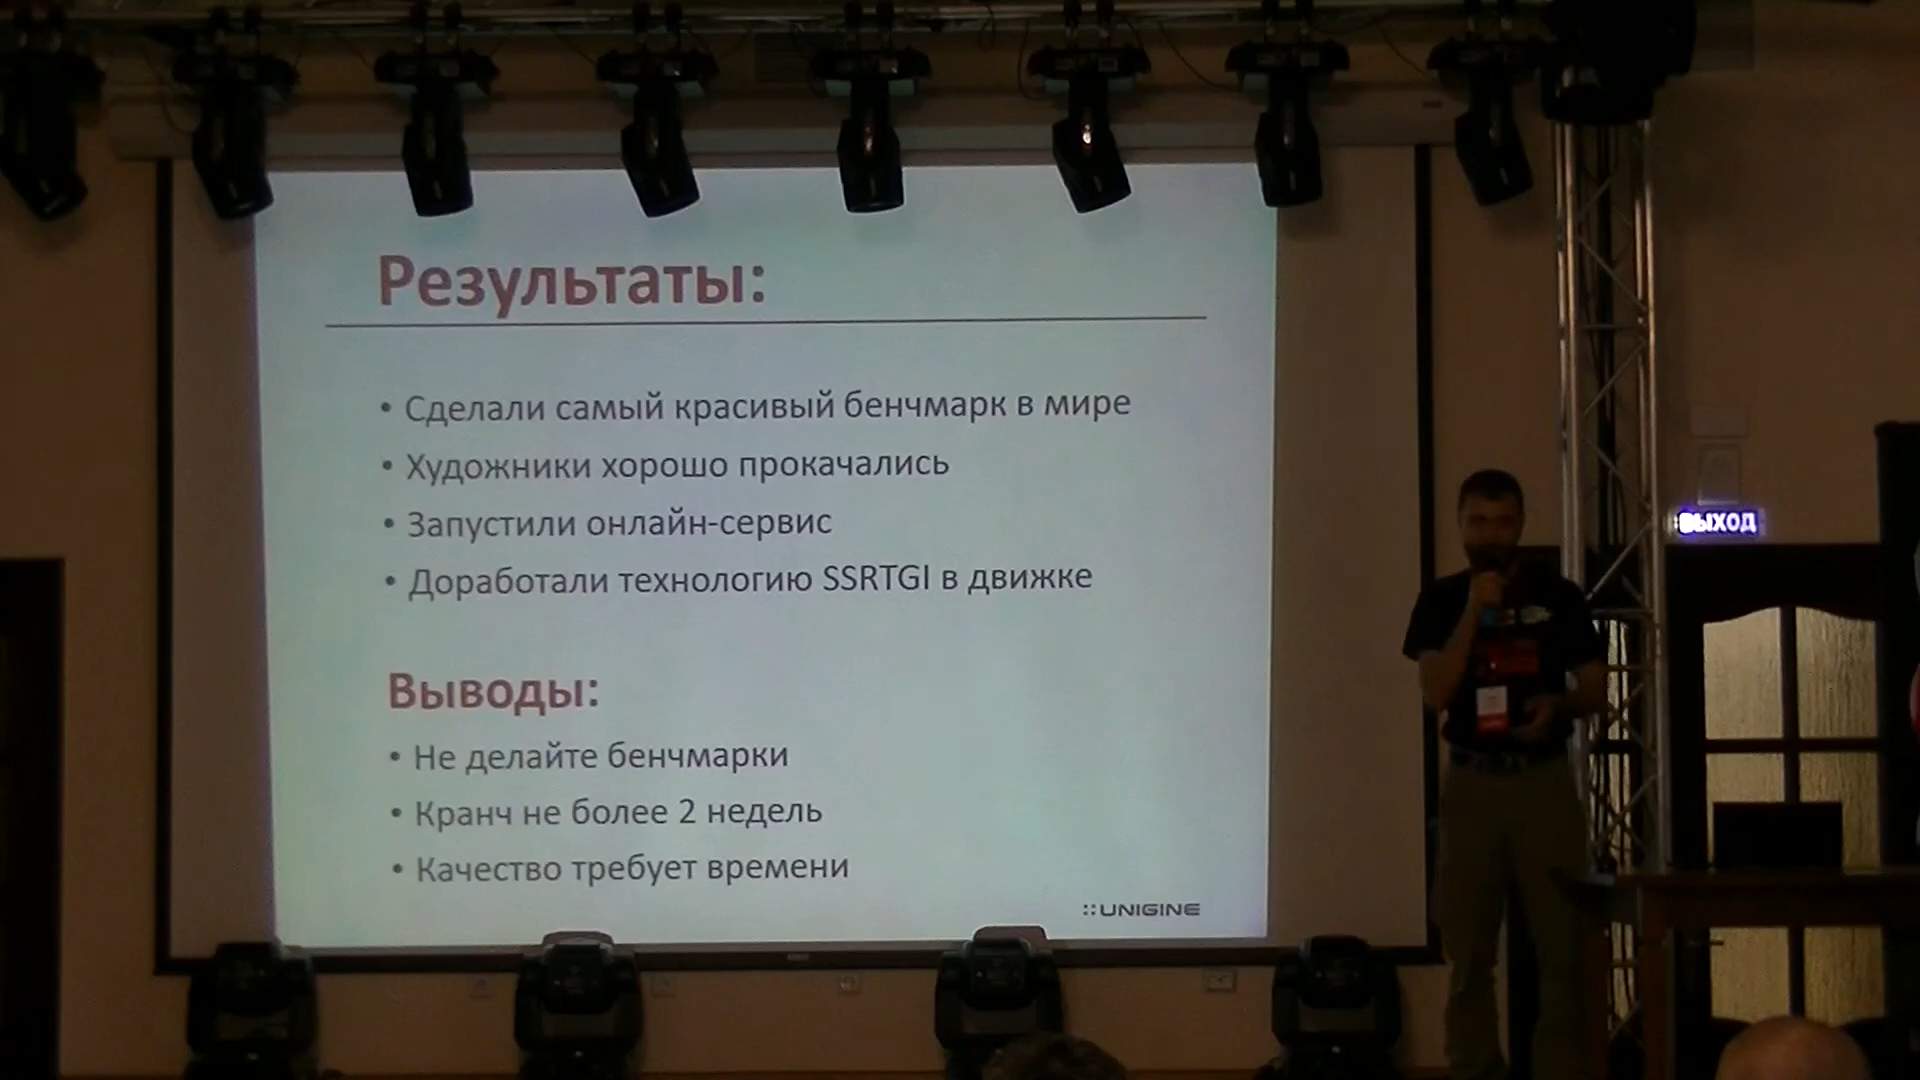 Результаты:
• Сделали самый красивый бенчмарк в мире
• Художники хорошо прокачались
• Запустили онлайн-сервис
• Доработали технологию SSRTGI в движке
Выводы:
• Не делайте бенчмарки
• Кранч не более 2 недель
• Качество требует времени
UNIGINE
ВЫХОД